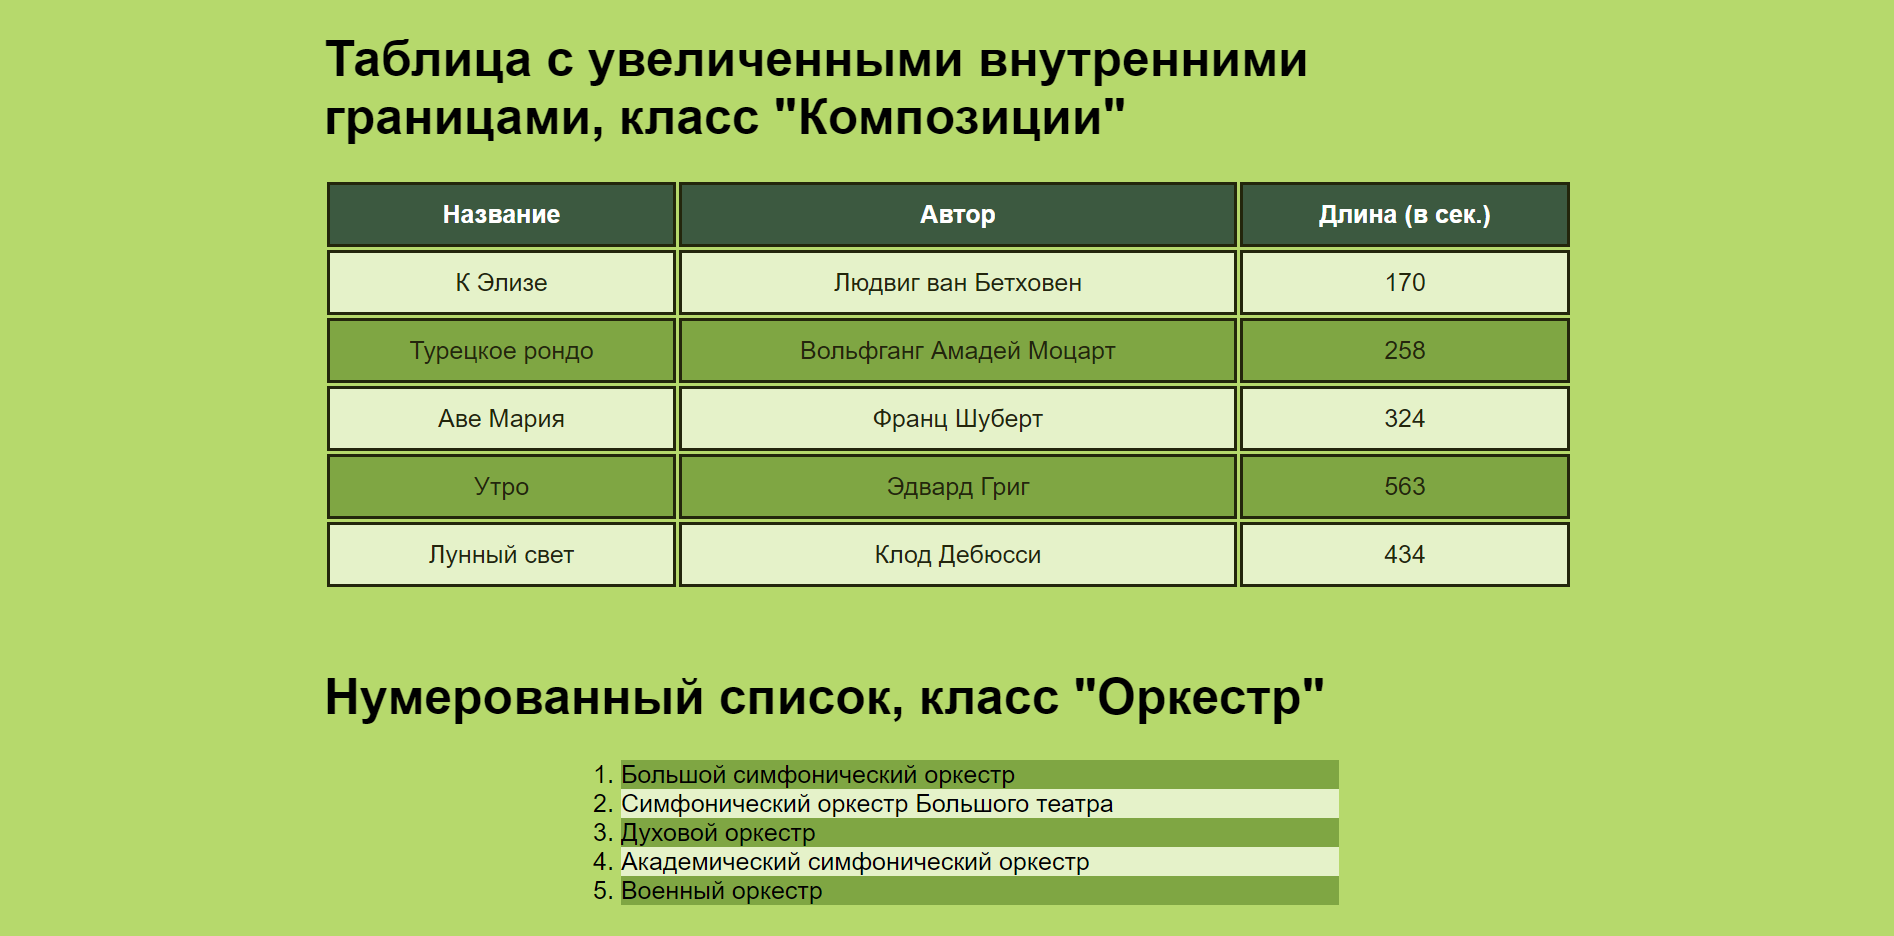 Таблица с увеличенными внутренними
границами, класс "Композиции"
Название Автор Длина (в сек.)
К Элизе Людвиг ван Бетховен 170
Турецкое рондо Вольфганг Амадей Моцарт 258
Аве Мария Франц Шуберт 324
Утро Эдвард Григ 563
Лунный свет Клод Дебюсси 434
Нумерованный список, класс "Оркестр"
1. Большой симфонический оркестр
2. Симфонический оркестр Большого театра
3. Духовой оркестр
4. Академический симфонический оркестр
5. Военный оркестр